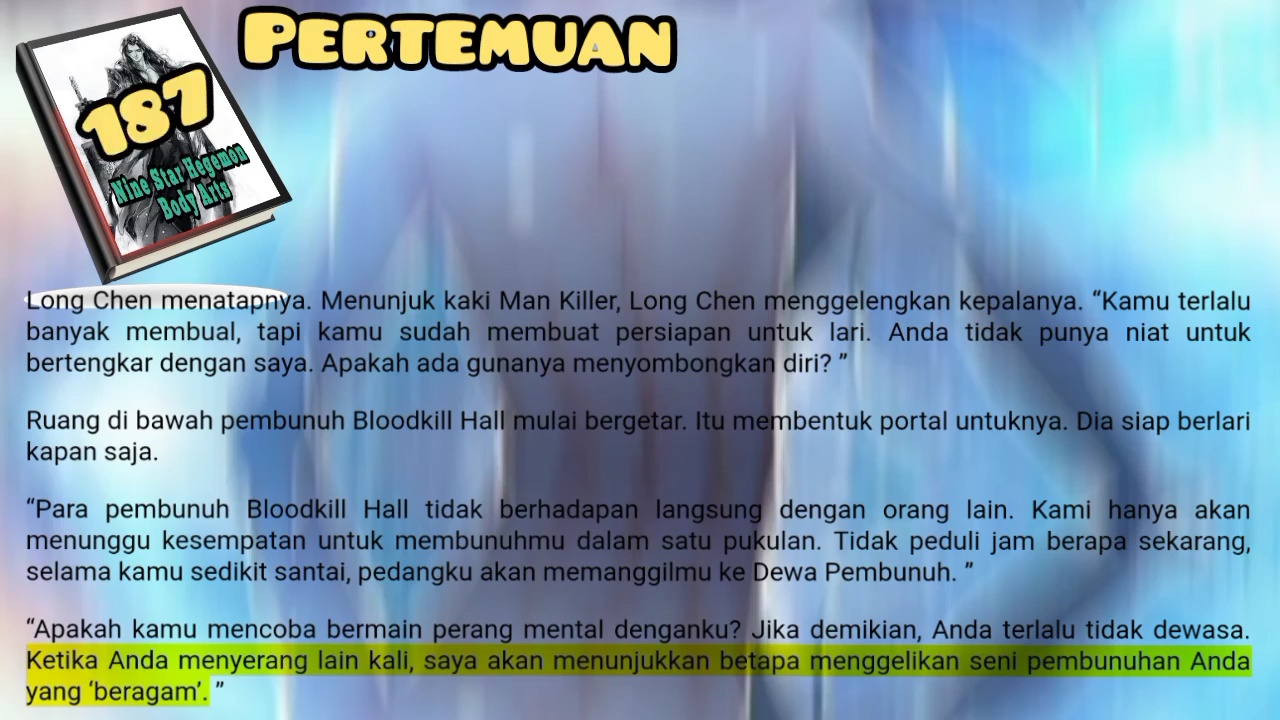 PERTEMUAN
187
Nine Star Hegemon
Body Arts
Long Chen menatapnya. Menunjuk kaki Man Killer, Long Chen menggelengkan kepalanya. “Kamu terlalu
banyak membual, tapi kamu sudah membuat persiapan untuk lari. Anda tidak punya niat untuk
bertengkar dengan saya. Apakah ada gunanya menyombongkan diri? ”
Ruang di bawah pembunuh Bloodkill Hall mulai bergetar. Itu membentuk portal untuknya. Dia siap berlari
kapan saja.
“Para pembunuh Bloodkill Hall tidak berhadapan langsung dengan orang lain. Kami hanya akan
menunggu kesempatan untuk membunuhmu dalam satu pukulan. Tidak peduli jam berapa sekarang,
selama kamu sedikit santai, pedangku akan memanggilmu ke Dewa Pembunuh. ”
“Apakah kamu mencoba bermain perang mental denganku? Jika demikian, Anda terlalu tidak dewasa.
Ketika Anda menyerang lain kali, saya akan menunjukkan betapa menggelikan seni pembunuhan Anda
yang ‘beragam’. ”